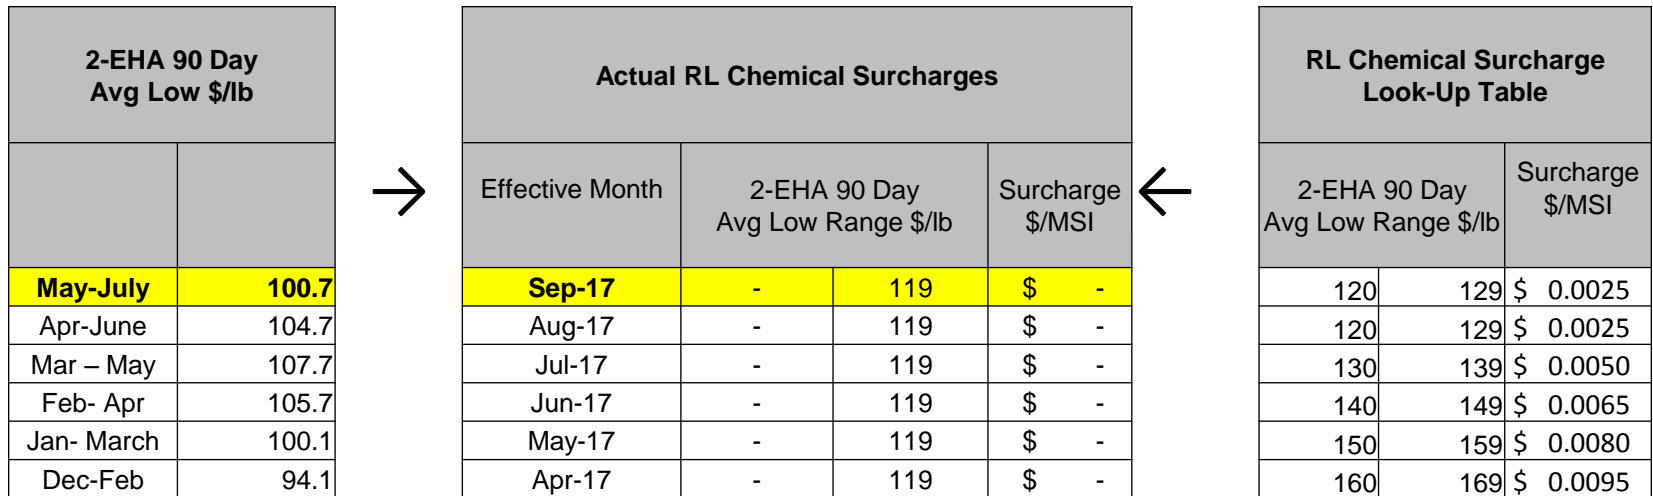 2-EHA 90 Day
Avg Low $/lb
Actual RL Chemical Surcharges
RL Chemical Surcharge
Look-Up Table
Effective Month
2-EHA 90 Day
Avg Low Range $/lb
Surcharge
$/MSI
2-EHA 90 Day
Avg Low Range $/lb
Surcharge
$/MSI
May-July 100.7 Sep-17 - 119 $ - 120 129 $ 0.0025
Apr-June 104.7 Aug-17 - 119 $ - 120 129 $ 0.0025
Mar – May 107.7 Jul-17 - 119 $ - 130 139 $ 0.0050
Feb- Apr 105.7 Jun-17 - 119 $ - 140 149 $ 0.0065
Jan- March 100.1 May-17 - 119 $ - 150 159 $ 0.0080
Dec-Feb 94.1 Apr-17 - 119 $ - 160 169 $ 0.0095